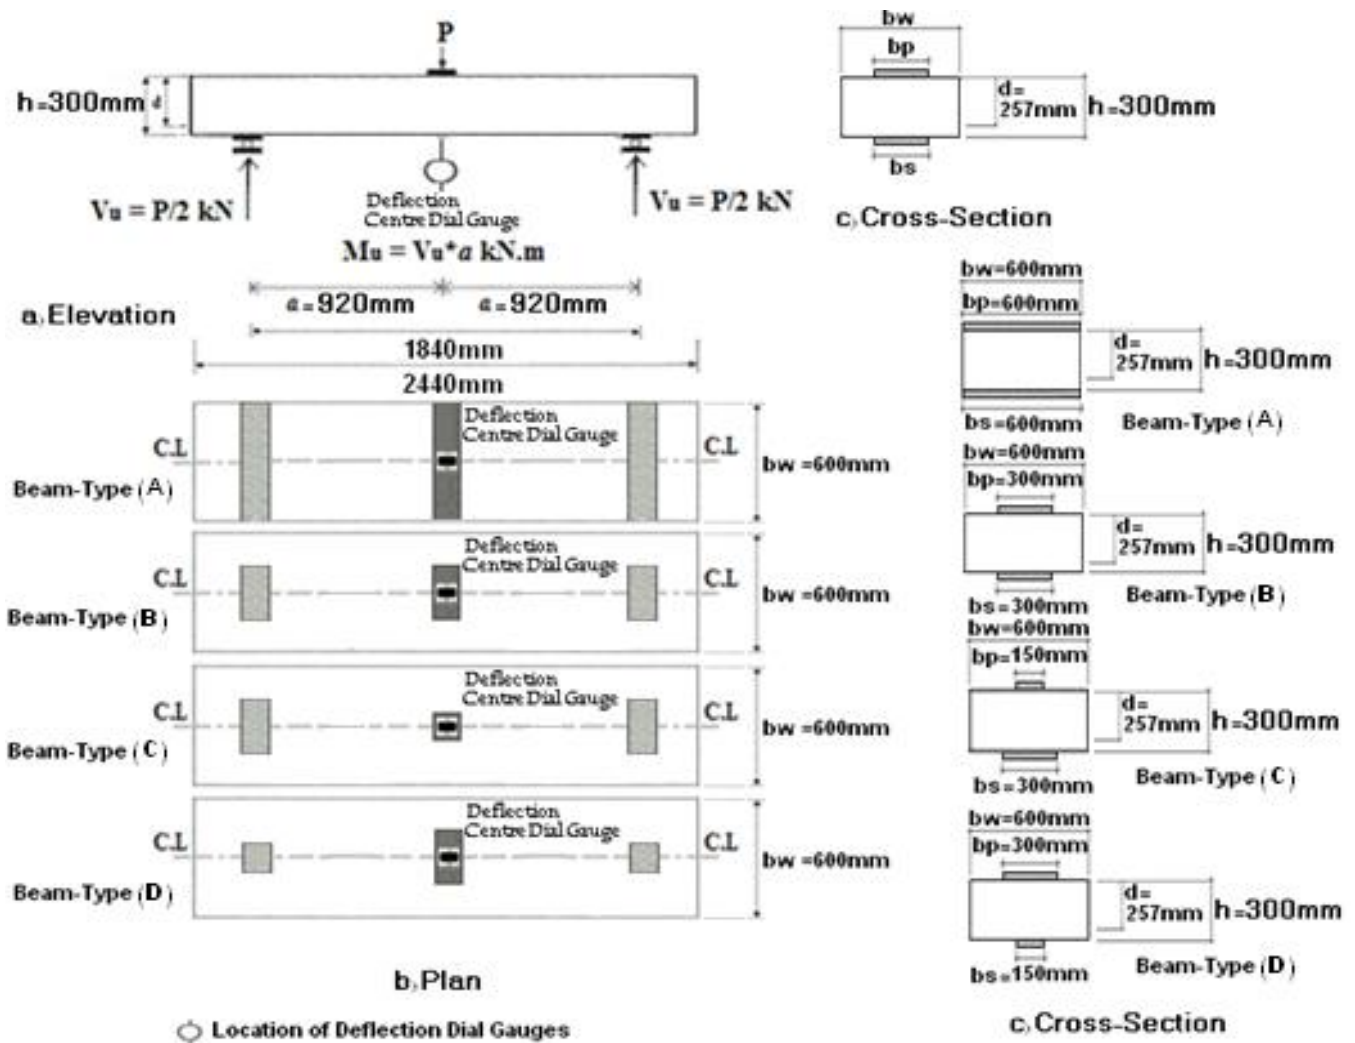 P
h=300mm
d
Vu = P/2 kN
Vu = P/2 kN
Deflection
Centre Dial Gauge
Mu = Vu*a kN.m
a=920mm
a=920mm
a).Elevation
1840mm
2440mm
Deflection
Centre Dial Gauge
C.L
C.L
bw =600mm
Beam-Type (A)
Deflection
Centre Dial Gauge
C.L
C.L
bw =600mm
Beam-Type (B)
Deflection
Centre Dial Gauge
C.L
C.L
bw =600mm
Beam-Type (C)
Deflection
Centre Dial Gauge
C.L
C.L
bw =600mm
Beam-Type (D)
b).Plan
Location of Deflection Dial Gauges
bw
bp
d=
257mm
h=300mm
bs
c).Cross-Section
bw=600mm
bp=600mm
d=
257mm
h=300mm
bs=600mm
Beam-Type (A)
bw=600mm
bp=300mm
d=
257mm
h=300mm
bs=300mm
Beam-Type (B)
bw=600mm
bp=150mm
d=
257mm
h=300mm
bs=300mm
Beam-Type (C)
bw=600mm
bp=300mm
d=
257mm
h=300mm
bs=150mm
Beam-Type (D)
c).Cross-Section